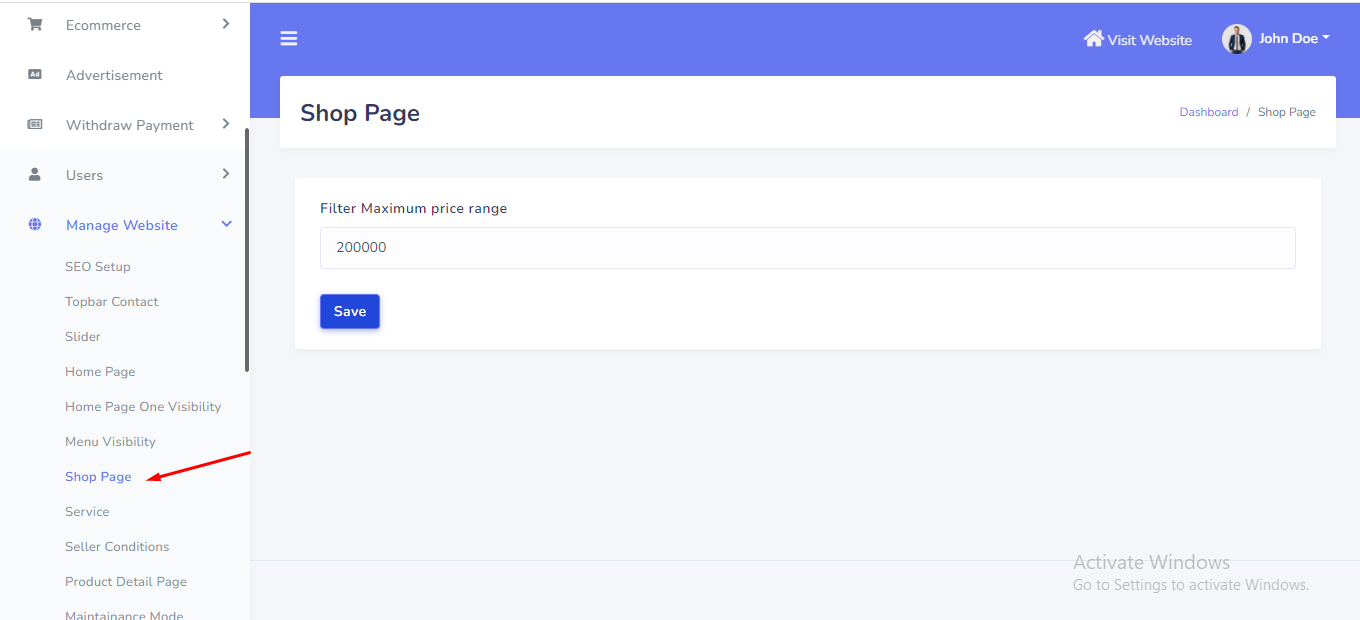 Ecommerce
Ad
Advertisement
Withdraw Payment
Users
Manage Website
SEO Setup
Topbar Contact
Slider
Home Page
Home Page One Visibility
Menu Visibility
Shop Page
Service
Seller Conditions
Product Detail Page
Maintainance Mode
Visit Website
John Doe
Shop Page
Dashboard / Shop Page
Filter Maximum price range
200000
Save
Activate Windows
Go to Settings to activate Windows.